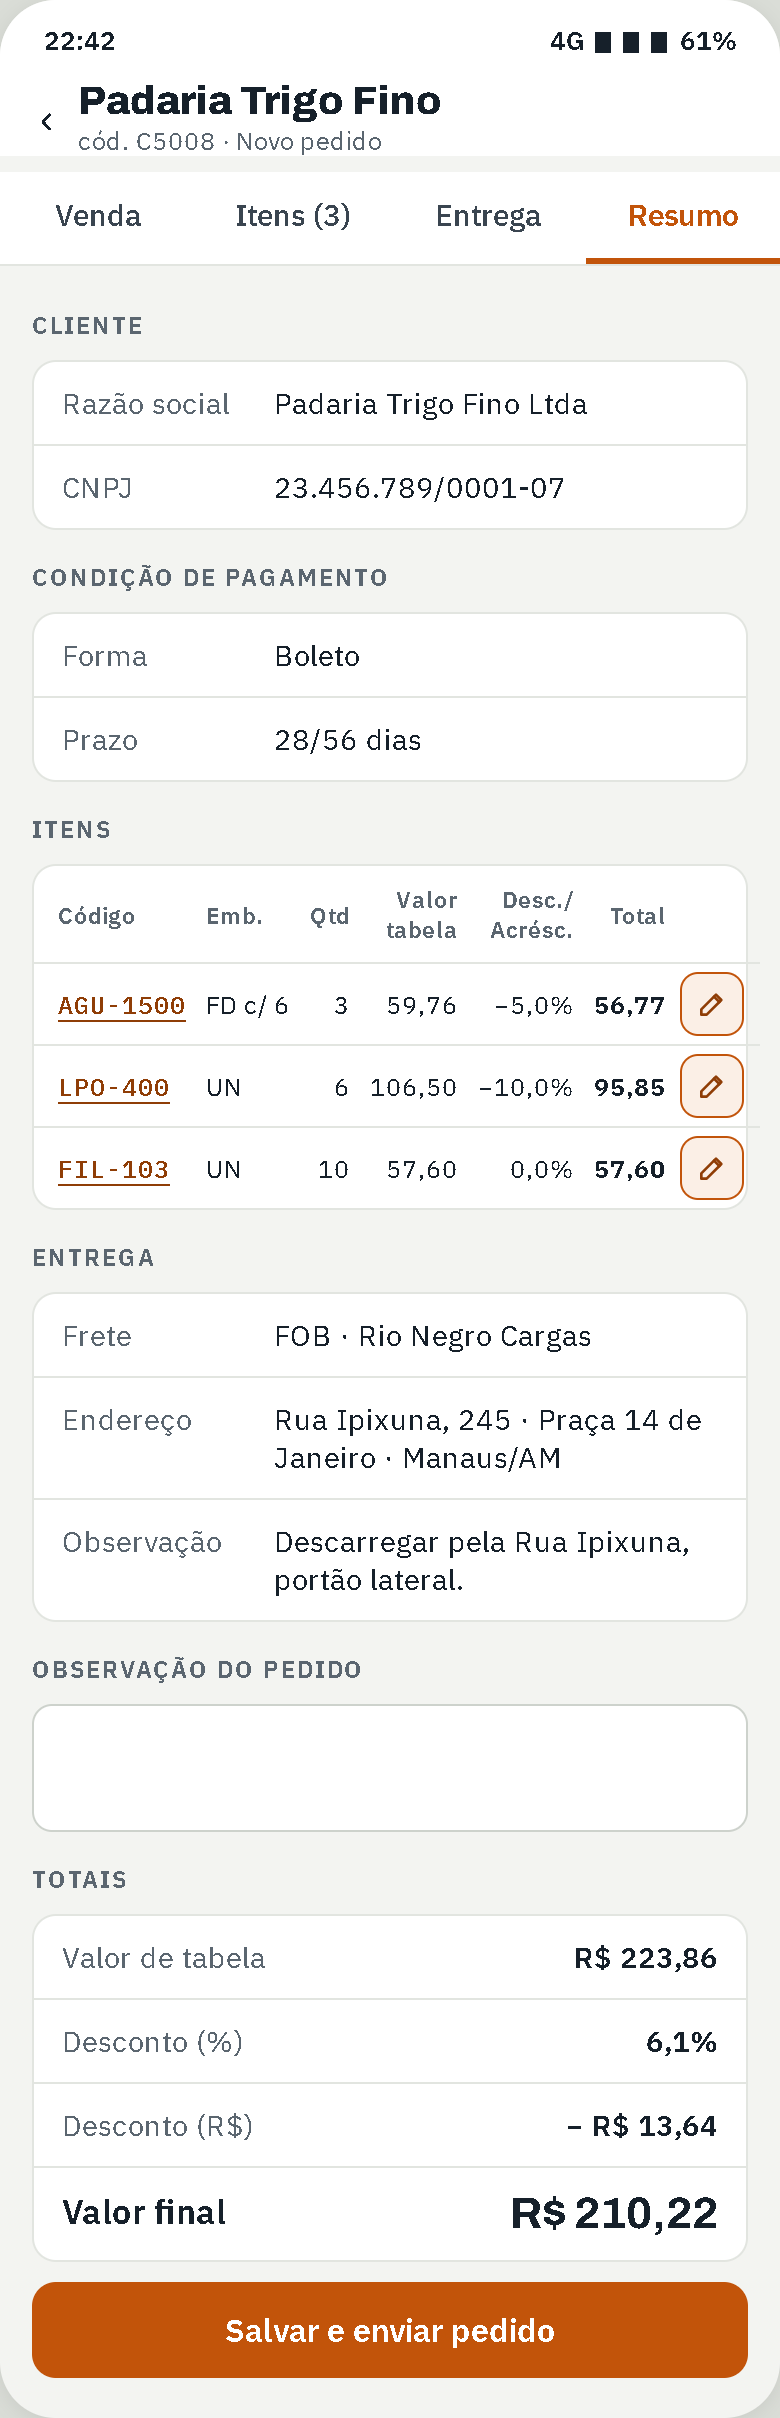 22:42 4G 61%
‹ Padaria Trigo Fino
cód. C5008 · Novo pedido
Venda Itens (3) Entrega Resumo
CLIENTE
Razão social Padaria Trigo Fino Ltda
CNPJ 23.456.789/0001-07
CONDIÇÃO DE PAGAMENTO
Forma Boleto
Prazo 28/56 dias
ITENS
Código Emb. Qtd Valor tabela Desc./ Acrésc. Total
AGU-1500 FD c/ 6 3 59,76 −5,0% 56,77
LPO-400 UN 6 106,50 −10,0% 95,85
FIL-103 UN 10 57,60 0,0% 57,60
ENTREGA
Frete FOB · Rio Negro Cargas
Endereço Rua Ipixuna, 245 · Praça 14 de
Janeiro · Manaus/AM
Observação Descarregar pela Rua Ipixuna,
portão lateral.
OBSERVAÇÃO DO PEDIDO
TOTAIS
Valor de tabela R$ 223,86
Desconto (%) 6,1%
Desconto (R$) − R$ 13,64
Valor final R$ 210,22
Salvar e enviar pedido